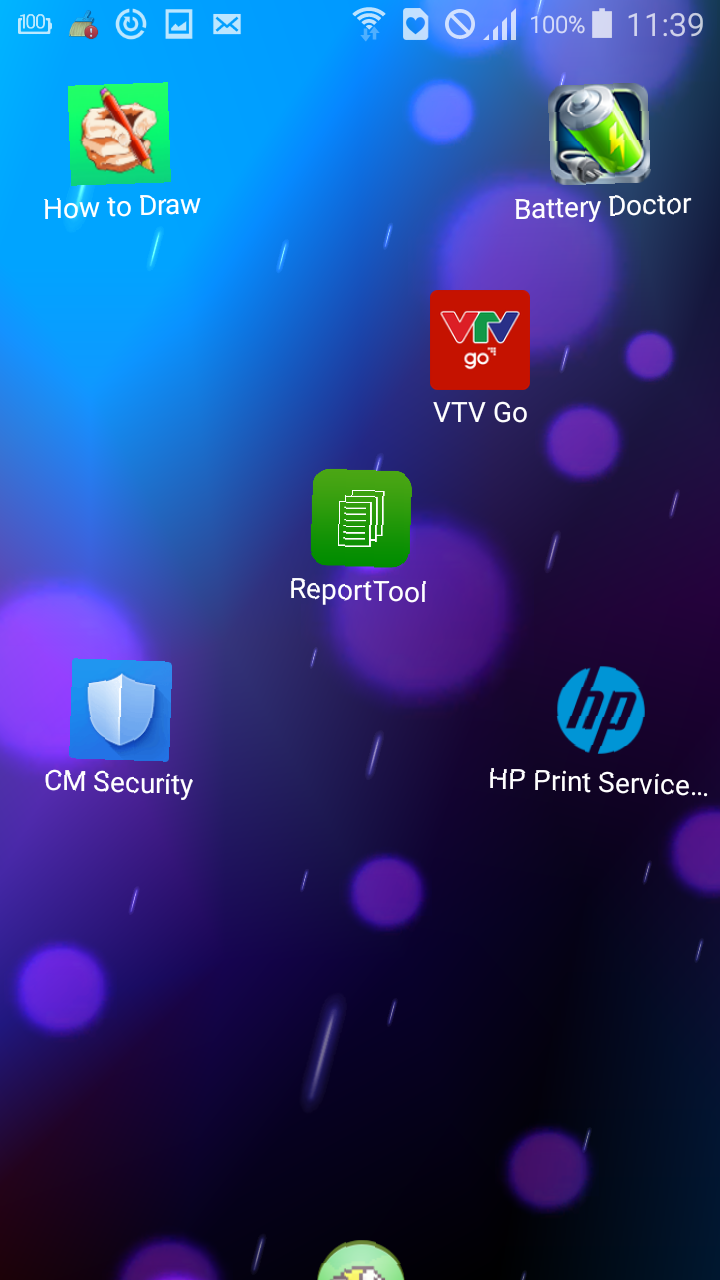 100
100% 11:39
How to Draw
Battery Doctor
VTV
go
VTV Go
ReportTool
CM Security
hp
HP Print Service...